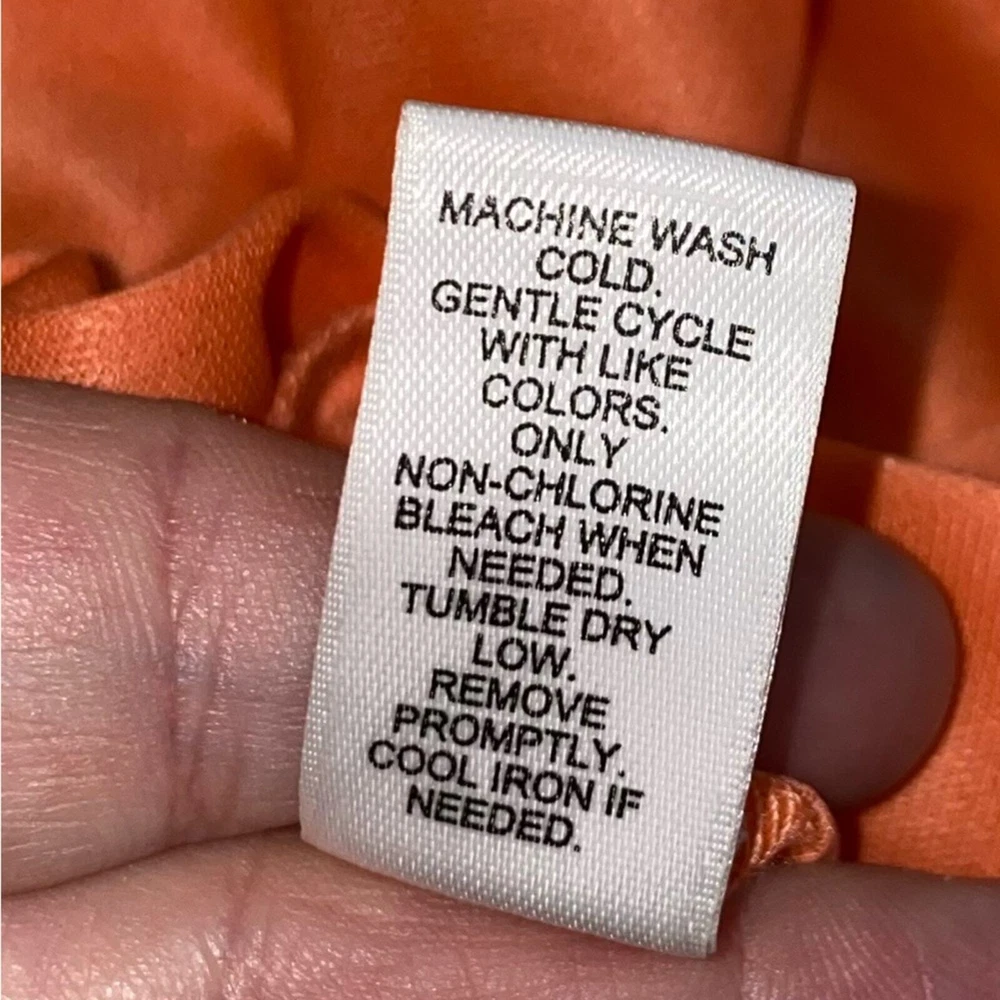 MACHINE WASH
COLD.
GENTLE CYCLE
WITH LIKE
COLORS.
ONLY
NON-CHLORINE
BLEACH WHEN
NEEDED.
TUMBLE DRY
LOW.
REMOVE
PROMPTLY.
COOL IRON IF
NEEDED.